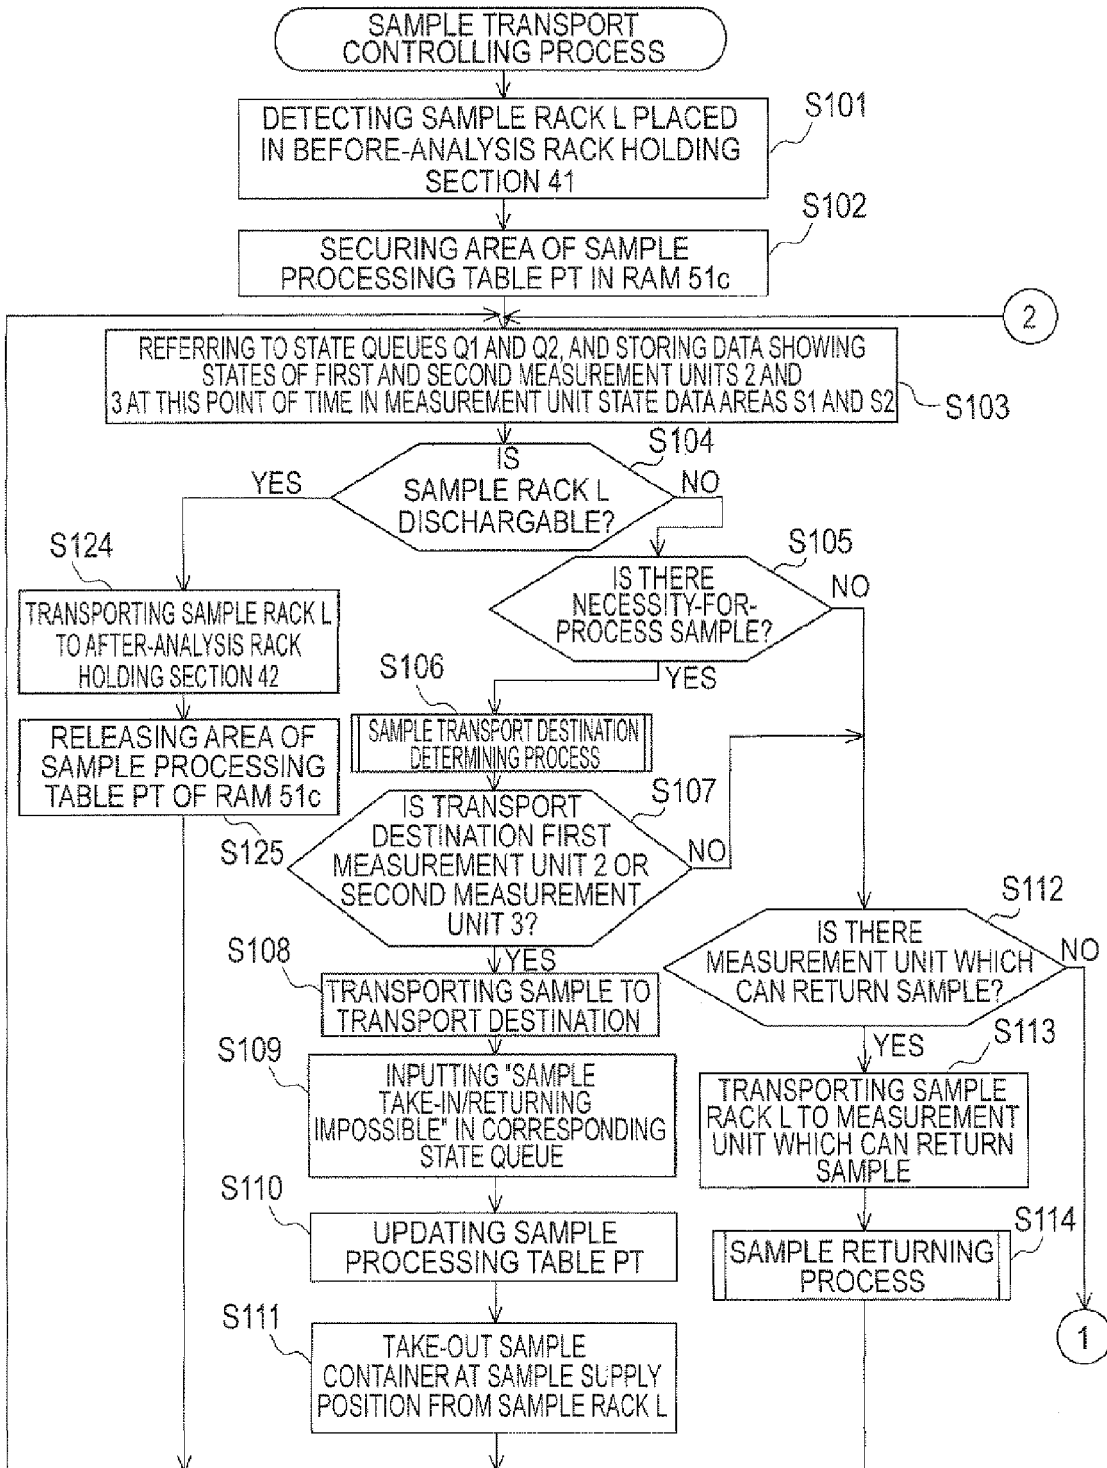 SAMPLE TRANSPORT
CONTROLLING PROCESS
S101
DETECTING SAMPLE RACK L PLACED
IN BEFORE-ANALYSIS RACK HOLDING
SECTION 41
S102
SECURING AREA OF SAMPLE
PROCESSING TABLE PT IN RAM 51c
2
REFERRING TO STATE QUEUES Q1 AND Q2, AND STORING DATA SHOWING
STATES OF FIRST AND SECOND MEASUREMENT UNITS 2 AND
3 AT THIS POINT OF TIME IN MEASUREMENT UNIT STATE DATA AREAS S1 AND S2
S103
S104
IS
SAMPLE RACK L
DISCHARGABLE?
YES
NO
S124
TRANSPORTING SAMPLE RACK L
TO AFTER-ANALYSIS RACK
HOLDING SECTION 42
S105
IS THERE
NECESSITY-FOR-
PROCESS SAMPLE?
NO
YES
S106
SAMPLE TRANSPORT DESTINATION
DETERMINING PROCESS
RELEASING AREA OF
SAMPLE PROCESSING
TABLE PT OF RAM 51c
S125
S107
IS TRANSPORT
DESTINATION FIRST
MEASUREMENT UNIT 2 OR
SECOND MEASUREMENT
UNIT 3?
NO
YES
S108
TRANSPORTING SAMPLE TO
TRANSPORT DESTINATION
S109
INPUTTING "SAMPLE
TAKE-IN/RETURNING
IMPOSSIBLE" IN CORRESPONDING
STATE QUEUE
S110
UPDATING SAMPLE
PROCESSING TABLE PT
S111
TAKE-OUT SAMPLE
CONTAINER AT SAMPLE SUPPLY
POSITION FROM SAMPLE RACK L
S112
IS THERE
MEASUREMENT UNIT WHICH
CAN RETURN SAMPLE?
NO
YES
S113
TRANSPORTING SAMPLE
RACK L TO MEASUREMENT
UNIT WHICH CAN RETURN
SAMPLE
S114
SAMPLE RETURNING
PROCESS
1